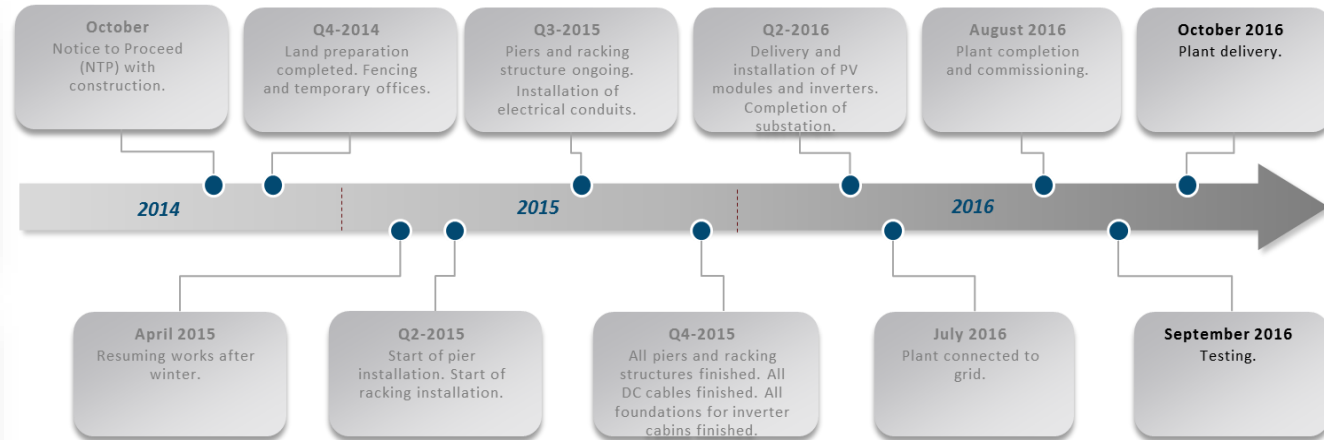 October
Notice to Proceed
(NTP) with
construction.
Q4-2014
Land preparation
completed. Fencing
and temporary offices.
Q3-2015
Piers and racking
structure ongoing.
Installation of
electrical conduits.
Q2-2016
Delivery and
installation of PV
modules and inverters.
Completion of
substation.
August 2016
Plant completion
and commissioning.
October 2016
Plant delivery.
2014
2015
2016
April 2015
Resuming works after
winter.
Q2-2015
Start of pier
installation. Start of
racking installation.
Q4-2015
All piers and racking
structures finished. All
DC cables finished. All
foundations for inverter
cabins finished.
July 2016
Plant connected to
grid.
September 2016
Testing.